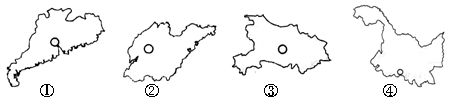 ① ② ③ ④